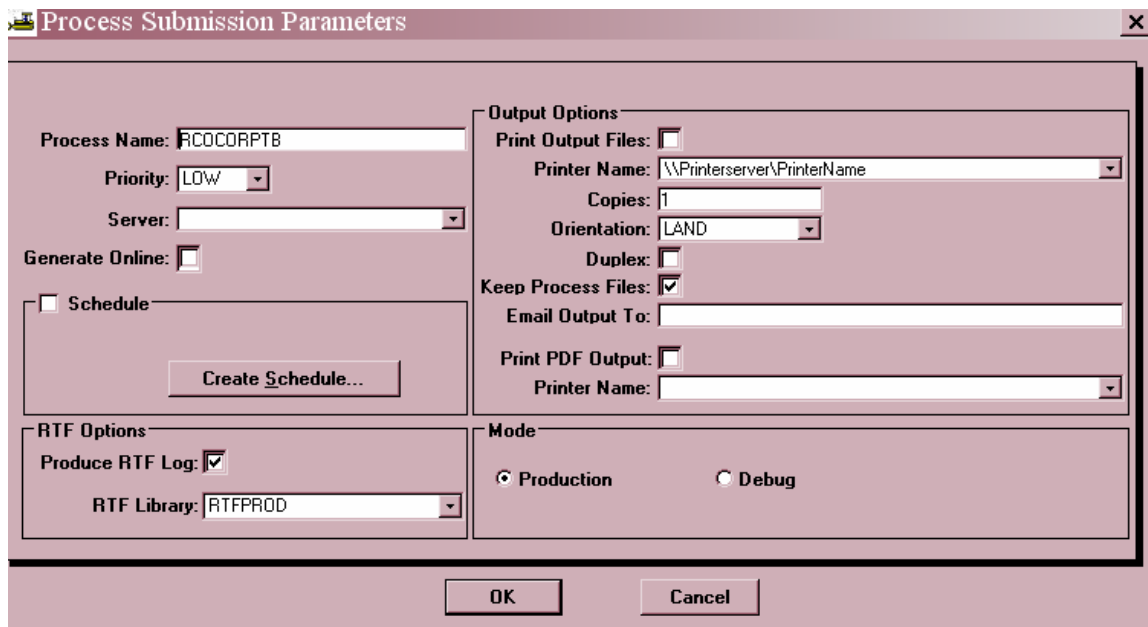 Process Submission Parameters
Process Name: RCOCORPTB
Priority: LOW
Server:
Generate Online:
Schedule
Create Schedule...
RTF Options
Produce RTF Log:
RTF Library: RTFPROD
Output Options
Print Output Files:
Printer Name: \\Printerserver\PrinterName
Copies: 1
Orientation: LAND
Duplex:
Keep Process Files:
Email Output To:
Print PDF Output:
Printer Name:
Mode
Production Debug
OK Cancel